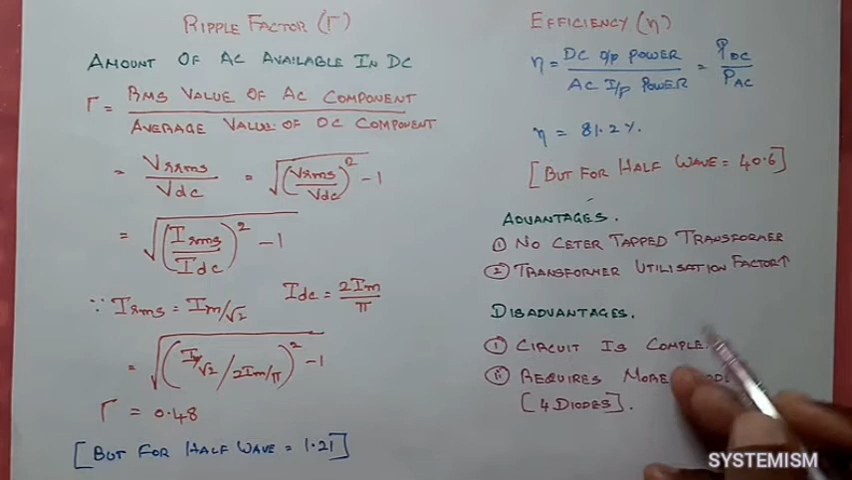 RIPPLE FACTOR (Γ)
AMOUNT OF AC AVAILABLE IN DC
Γ = RMS VALUE OF AC COMPONENT / AVERAGE VALUE OF DC COMPONENT
= Vrrms / Vdc = √((Vrms/Vdc)² - 1)
= √((Irms/Idc)² - 1)
∵ Irms = Im/√2 Idc = 2Im/π
= √((Im/√2 / 2Im/π)² - 1)
Γ = 0.48
[BUT FOR HALF WAVE = 1.21]
EFFICIENCY (η)
η = DC O/p POWER / AC I/p POWER = PDC / PAC
η = 81.2 %.
[BUT FOR HALF WAVE = 40.6]
ADVANTAGES.
① NO CETER TAPPED TRANSFORMER
② TRANSFORMER UTILISATION FACTOR↑
DISADVANTAGES.
ⓘ CIRCUIT IS
ⓘⓘ REQUIRES MORE
[4 DIODES].
SYSTEMISM